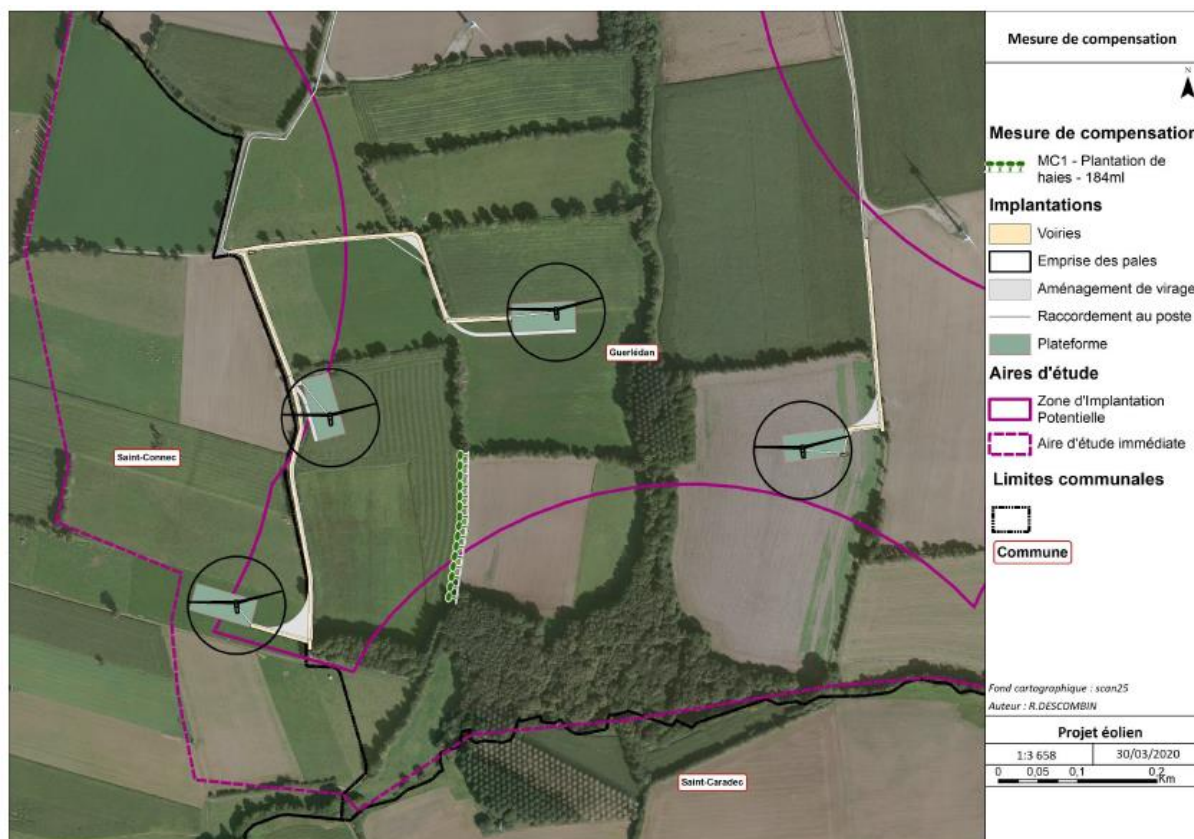 Mesure de compensation
N
Mesure de compensation
MC1 - Plantation de
haies - 184ml
Implantations
Voiries
Emprise des pales
Aménagement de virage
Raccordement au poste
Plateforme
Aires d'étude
Zone d'Implantation
Potentielle
Aire d'étude immédiate
Limites communales
Commune
Guerlédan
Saint-Connec
Saint-Caradec
Fond cartographique : scan25
Auteur : R.DESCOMBIN
Projet éolien
1:3 658 30/03/2020
0 0,05 0,1 0,2
Km